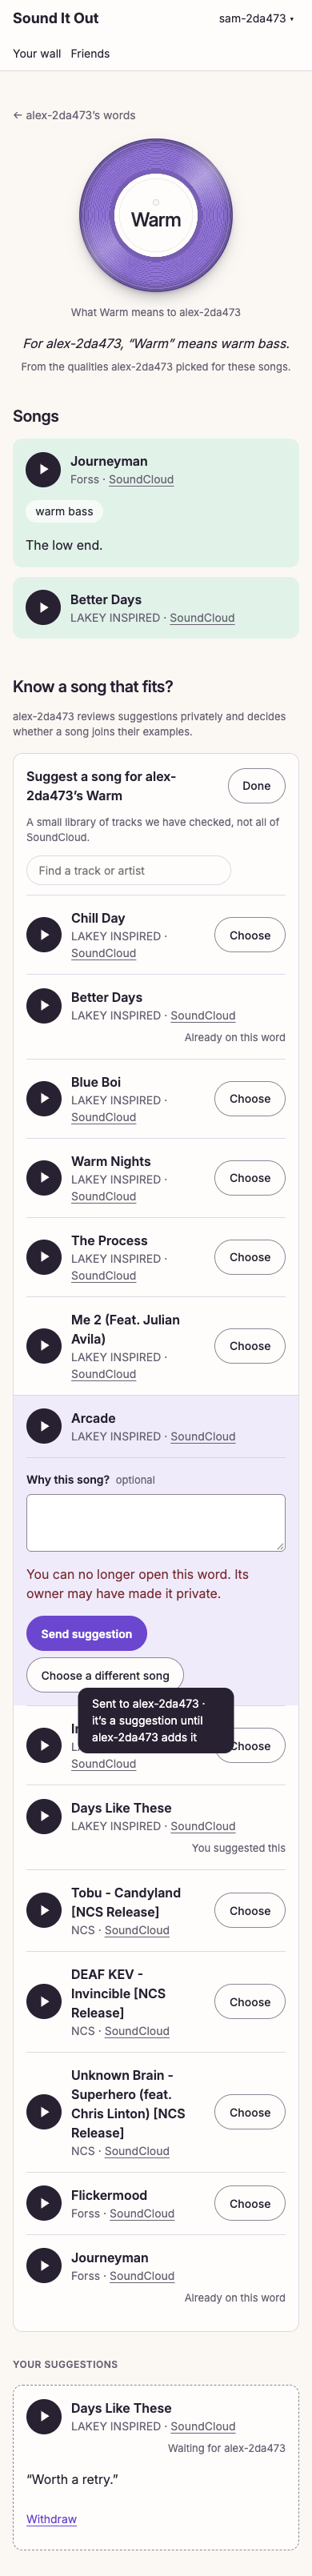 Sound It Out
sam-2da473 ▾
Your wall Friends
← alex-2da473’s words
Warm
What Warm means to alex-2da473
For alex-2da473, “Warm” means warm bass.
From the qualities alex-2da473 picked for these songs.
Songs
Journeyman
Forss · SoundCloud
warm bass
The low end.
Better Days
LAKEY INSPIRED · SoundCloud
Know a song that fits?
alex-2da473 reviews suggestions privately and decides
whether a song joins their examples.
Suggest a song for alex-
2da473’s Warm
Done
A small library of tracks we have checked, not all of
SoundCloud.
Find a track or artist
Chill Day
LAKEY INSPIRED ·
SoundCloud
Choose
Better Days
LAKEY INSPIRED · SoundCloud
Already on this word
Blue Boi
LAKEY INSPIRED ·
SoundCloud
Choose
Warm Nights
LAKEY INSPIRED ·
SoundCloud
Choose
The Process
LAKEY INSPIRED ·
SoundCloud
Choose
Me 2 (Feat. Julian
Avila)
LAKEY INSPIRED ·
SoundCloud
Choose
Arcade
LAKEY INSPIRED · SoundCloud
Why this song? optional
You can no longer open this word. Its
owner may have made it private.
Send suggestion
Choose a different song
Sent to alex-2da473 ·
it’s a suggestion until
alex-2da473 adds it
SoundCloud
Days Like These
LAKEY INSPIRED · SoundCloud
You suggested this
Tobu - Candyland
[NCS Release]
NCS · SoundCloud
Choose
DEAF KEV -
Invincible [NCS
Release]
NCS · SoundCloud
Choose
Unknown Brain -
Superhero (feat.
Chris Linton) [NCS
Release]
NCS · SoundCloud
Choose
Flickermood
Forss · SoundCloud
Choose
Journeyman
Forss · SoundCloud
Already on this word
YOUR SUGGESTIONS
Days Like These
LAKEY INSPIRED · SoundCloud
Waiting for alex-2da473
“Worth a retry.”
Withdraw